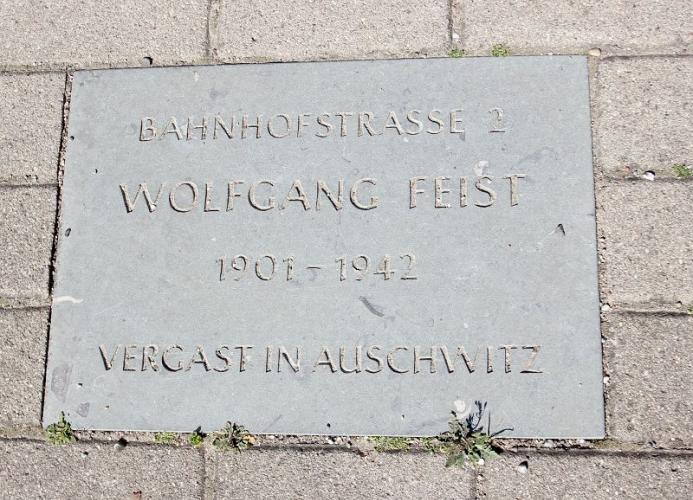 BAHNHOFSTRASSE 2
WOLFGANG FEIST
1901 – 1942
VERGAST IN AUSCHWITZ